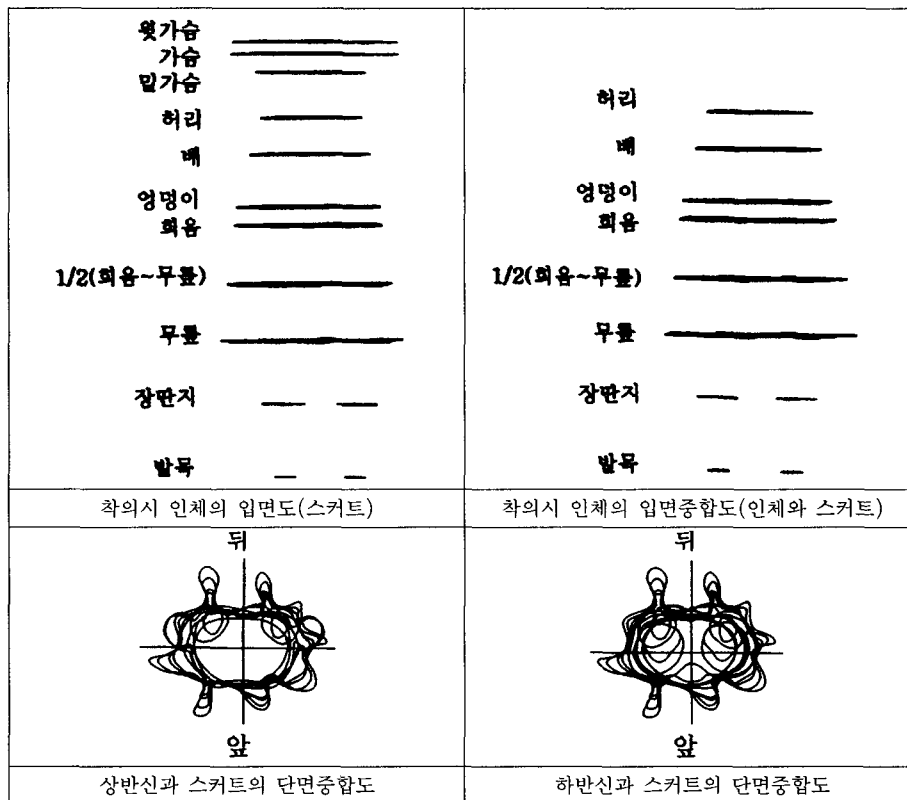 윗가슴
가슴
밑가슴
허리
배
엉덩이
회음
1/2(회음~무릎)
무릎
장딴지
발목
허리
배
엉덩이
회음
1/2(회음~무릎)
무릎
장딴지
발목
착의시 인체의 입면도(스커트)
착의시 인체의 입면중합도(인체와 스커트)
뒤
앞
뒤
앞
상반신과 스커트의 단면중합도
하반신과 스커트의 단면중합도